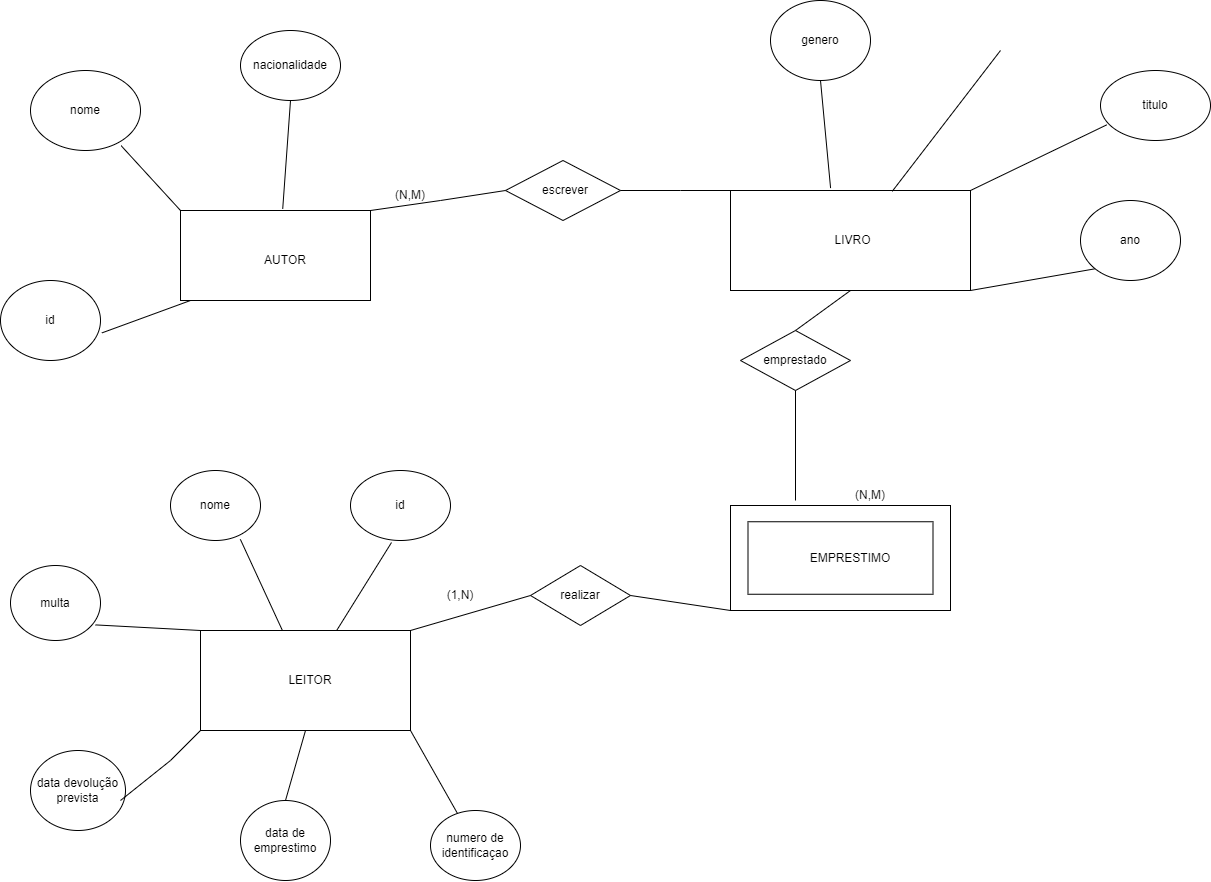 genero
nacionalidade
nome
titulo
(N,M)
escrever
LIVRO
ano
AUTOR
id
emprestado
(N,M)
nome
id
EMPRESTIMO
multa
(1,N)
realizar
LEITOR
data devolução
prevista
data de
emprestimo
numero de
identificaçao